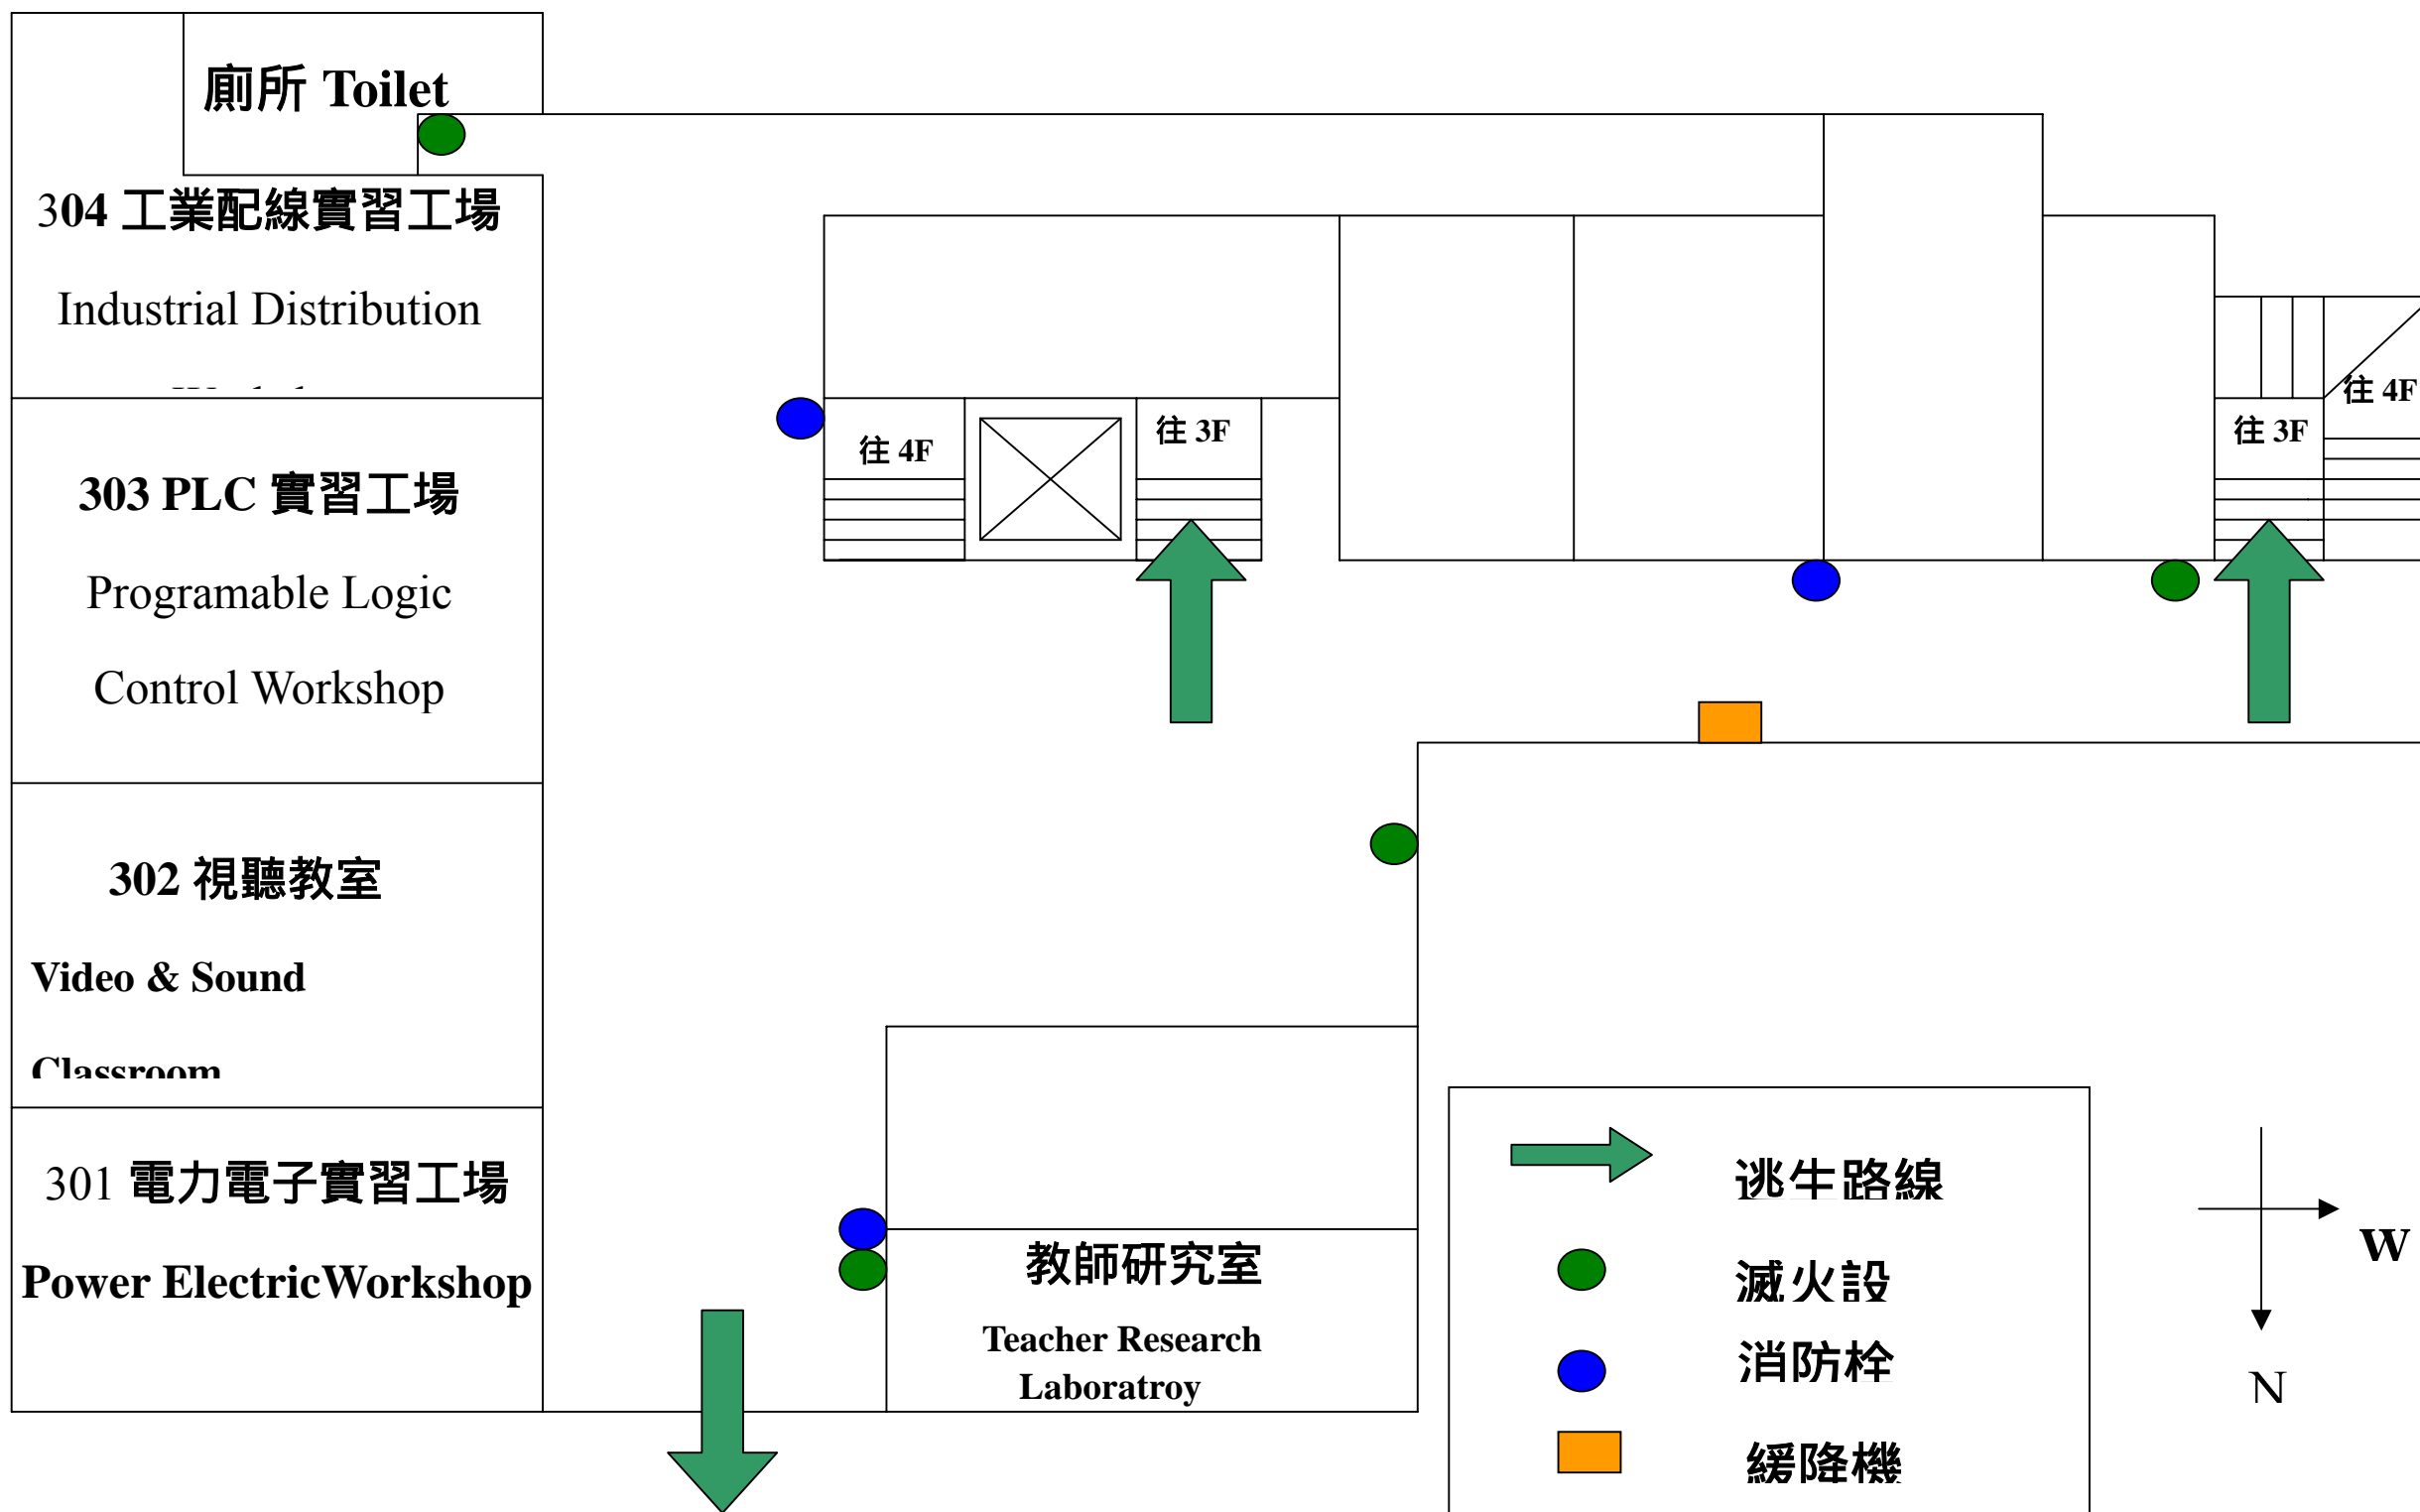 廁所 Toilet
304 工業配線實習工場
Industrial Distribution
303 PLC 實習工場
Programable Logic
Control Workshop
302 視聽教室
Video & Sound
Classroom
301 電力電子實習工場
Power ElectricWorkshop
往 4F
往 3F
往 3F
往 4F
教師研究室
Teacher Research
Laboratroy
逃生路線
滅火設
消防栓
緩降機
W
N